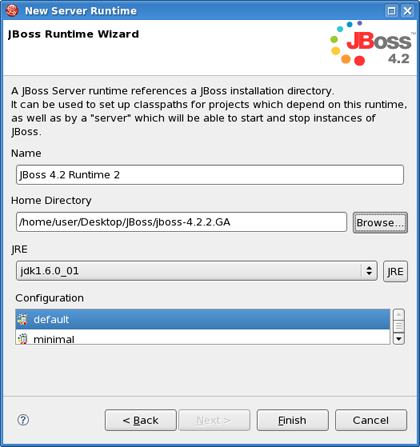 New Server Runtime
JBoss Runtime Wizard
JBoss
4.2
A JBoss Server runtime references a JBoss installation directory.
It can be used to set up classpaths for projects which depend on this runtime,
as well as by a "server" which will be able to start and stop instances of
JBoss.
Name
JBoss 4.2 Runtime 2
Home Directory
/home/user/Desktop/JBoss/jboss-4.2.2.GA
Browse...
JRE
jdk1.6.0_01
JRE
Configuration
default
minimal
?
< Back
Next >
Finish
Cancel